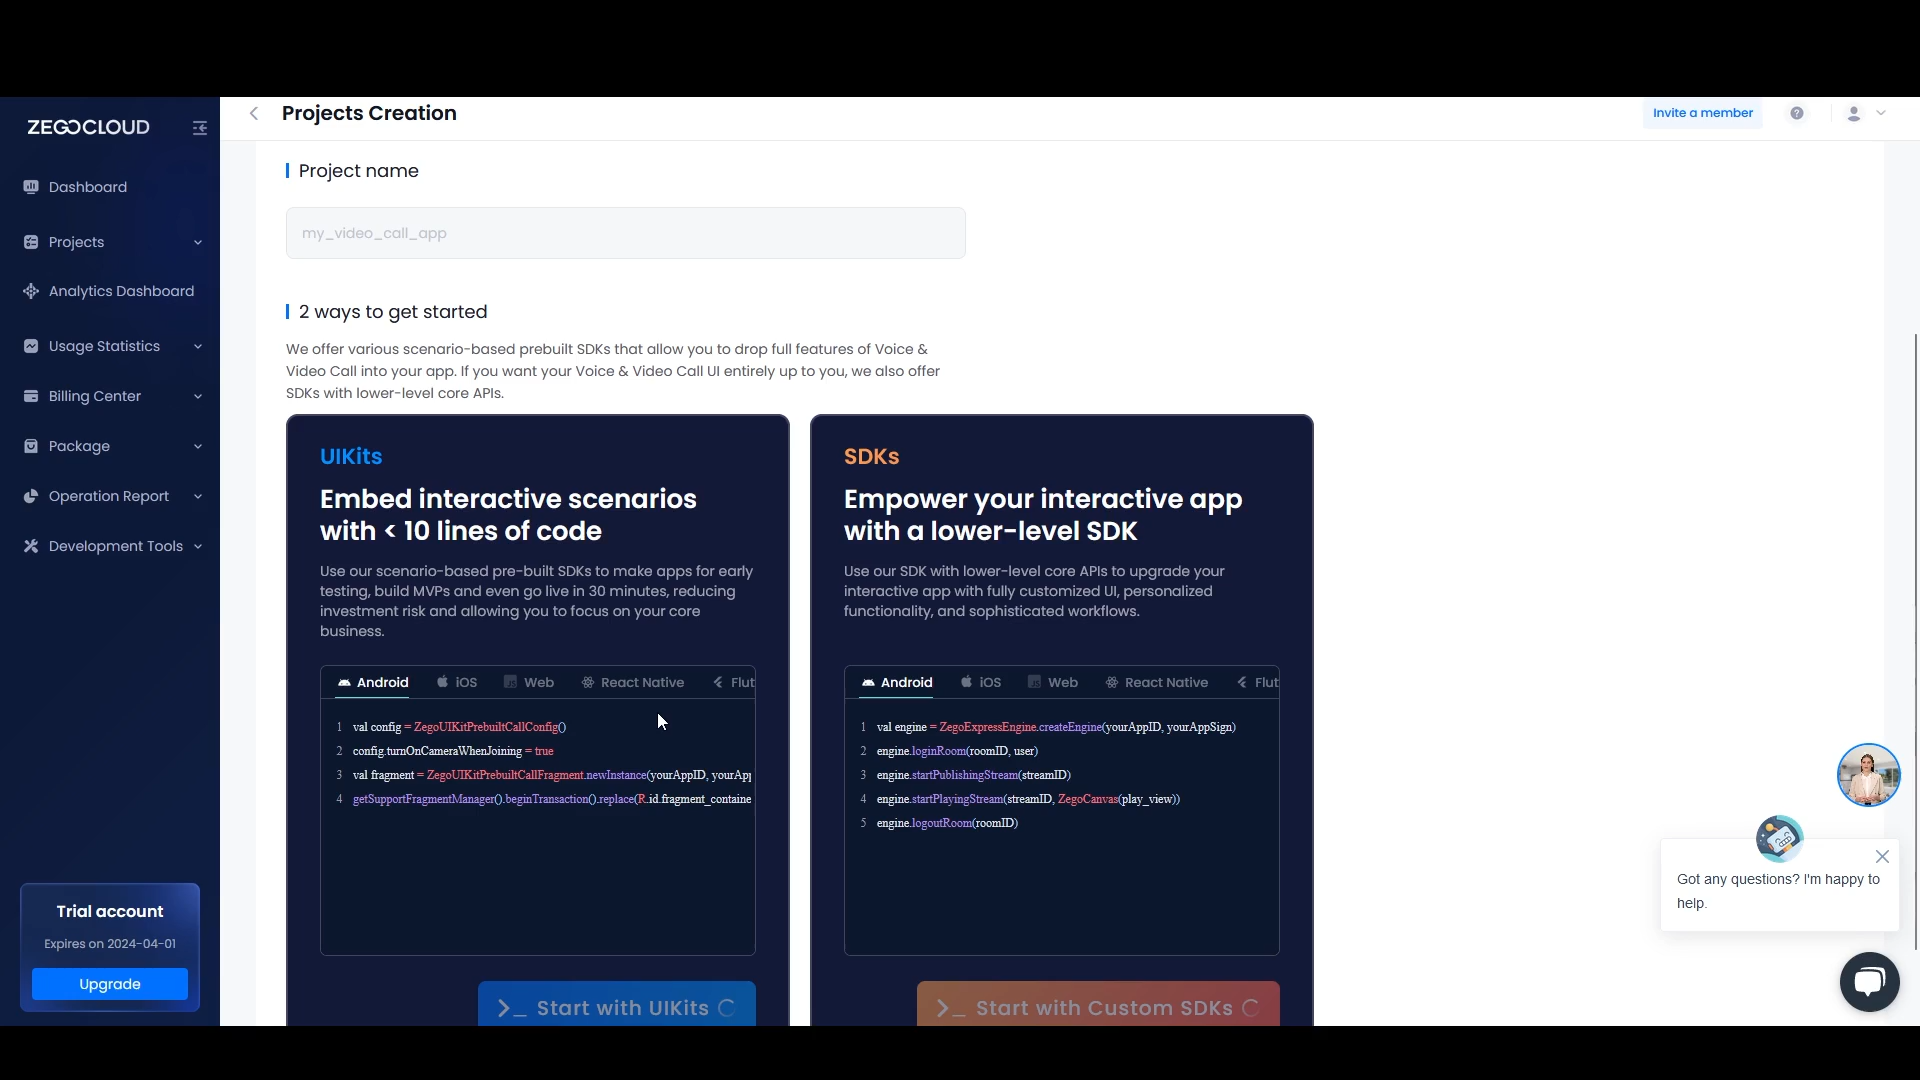 ZEGOCLOUD
Dashboard
Projects
Analytics Dashboard
Usage Statistics
Billing Center
Package
Operation Report
Development Tools
Trial account
Expires on 2024-04-01
Upgrade
Projects Creation
Invite a member
Project name
my_video_call_app
2 ways to get started
We offer various scenario-based prebuilt SDKs that allow you to drop full features of Voice &
Video Call into your app. If you want your Voice & Video Call UI entirely up to you, we also offer
SDKs with lower-level core APIs.
UIKits
Embed interactive scenarios
with < 10 lines of code
Use our scenario-based pre-built SDKs to make apps for early
testing, build MVPs and even go live in 30 minutes, reducing
investment risk and allowing you to focus on your core
business.
Android iOS Web React Native Flut
1 val config = ZegoUIKitPrebuiltCallConfig()
2 config.turnOnCameraWhenJoining = true
3 val fragment = ZegoUIKitPrebuiltCallFragment.newInstance(yourAppID, yourApp
4 getSupportFragmentManager().beginTransaction().replace(R.id.fragment_containe
>_ Start with UIKits
SDKs
Empower your interactive app
with a lower-level SDK
Use our SDK with lower-level core APIs to upgrade your
interactive app with fully customized UI, personalized
functionality, and sophisticated workflows.
Android iOS Web React Native Flut
1 val engine = ZegoExpressEngine.createEngine(yourAppID, yourAppSign)
2 engine.loginRoom(roomID, user)
3 engine.startPublishingStream(streamID)
4 engine.startPlayingStream(streamID, ZegoCanvas(play_view))
5 engine.logoutRoom(roomID)
>_ Start with Custom SDKs
Got any questions? I'm happy to
help.